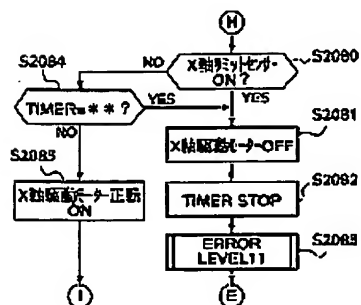 H
S2080
X軸リミットセンサー
ON?
NO
YES
S2084
TIMER=**?
YES
NO
S2081
X軸駆動モーターOFF
S2085
X軸駆動モーター正転
ON
S2082
TIMER STOP
S2083
ERROR
LEVEL11
I
E